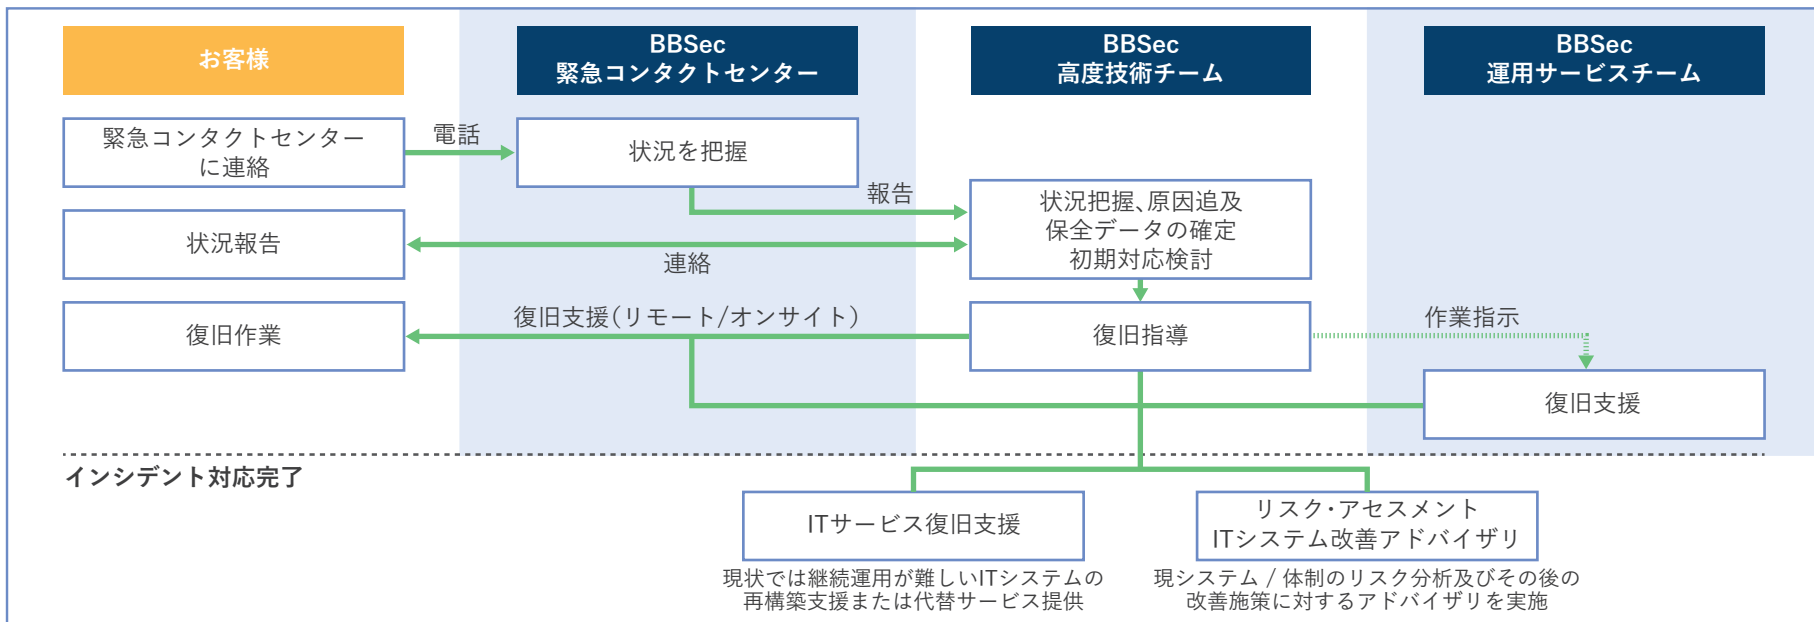 お客様
BBSec
緊急コンタクトセンター
BBSec
高度技術チーム
BBSec
運用サービスチーム
緊急コンタクトセンター
に連絡
電話
状況を把握
報告
状況把握、原因追及
保全データの確定
初期対応検討
状況報告
連絡
復旧作業
復旧支援(リモート/オンサイト)
復旧指導
作業指示
復旧支援
インシデント対応完了
ITサービス復旧支援
リスク・アセスメント
ITシステム改善アドバイザリ
現状では継続運用が難しいITシステムの
再構築支援または代替サービス提供
現システム / 体制のリスク分析及びその後の
改善施策に対するアドバイザリを実施